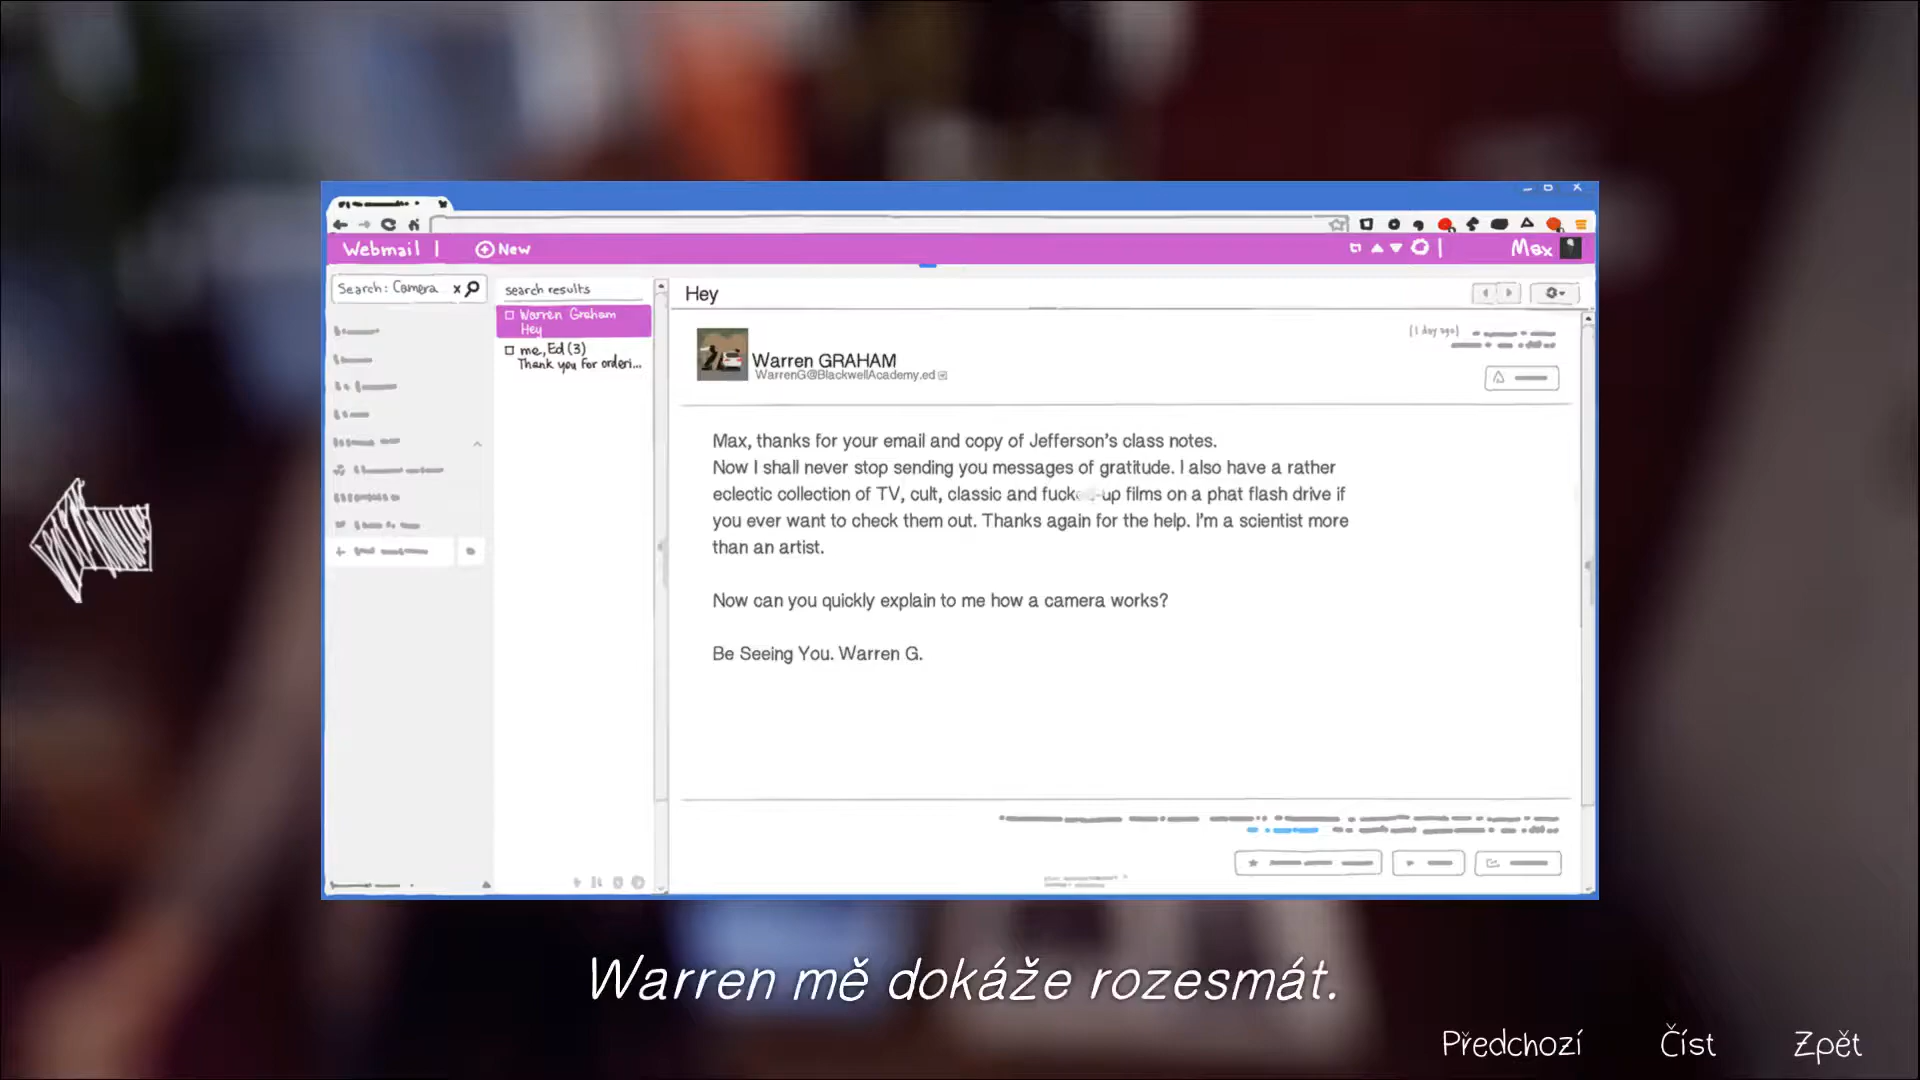 Webmail | New
Max
Search: Camera x
search results
Warren Graham
Hey
me, Ed (3)
Thank you for orderi...
Hey
(1 day ago)
Warren GRAHAM
WarrenG@BlackwellAcademy.ed
Max, thanks for your email and copy of Jefferson's class notes.
Now I shall never stop sending you messages of gratitude. I also have a rather
eclectic collection of TV, cult, classic and fucked-up films on a phat flash drive if
you ever want to check them out. Thanks again for the help. I'm a scientist more
than an artist.
Now can you quickly explain to me how a camera works?
Be Seeing You. Warren G.
Warren mě dokáže rozesmát.
Předchozí
Číst
Zpět